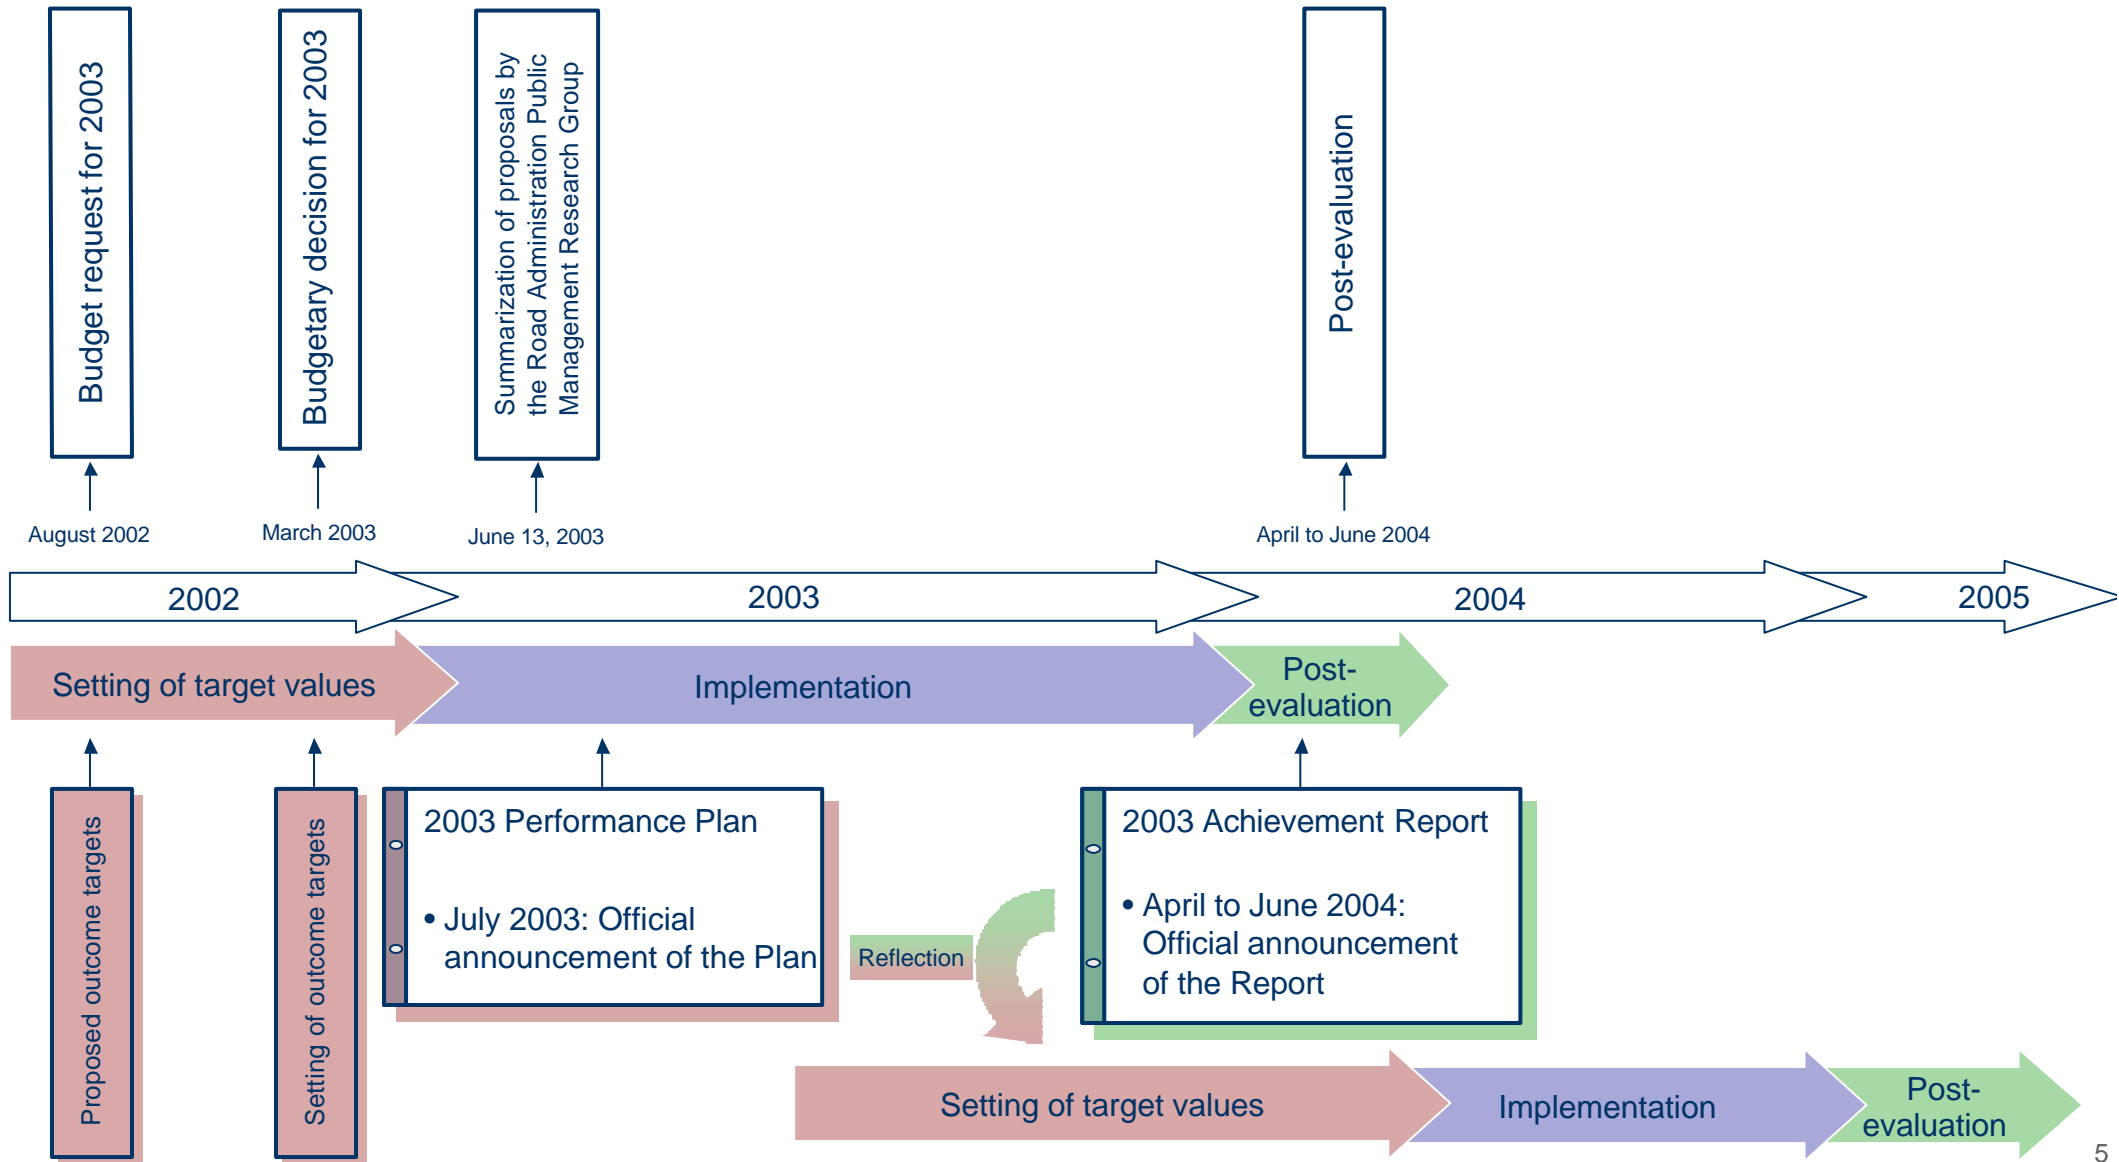 Budget request for 2003
Budgetary decision for 2003
Summarization of proposals by
the Road Administration Public
Management Research Group
Post-evaluation
August 2002
March 2003
June 13, 2003
April to June 2004
2002
2003
2004
2005
Setting of target values
Implementation
Post-
evaluation
Proposed outcome targets
Setting of outcome targets
2003 Performance Plan
• July 2003: Official
announcement of the Plan
Reflection
2003 Achievement Report
• April to June 2004:
Official announcement
of the Report
Setting of target values
Implementation
Post-
evaluation
5